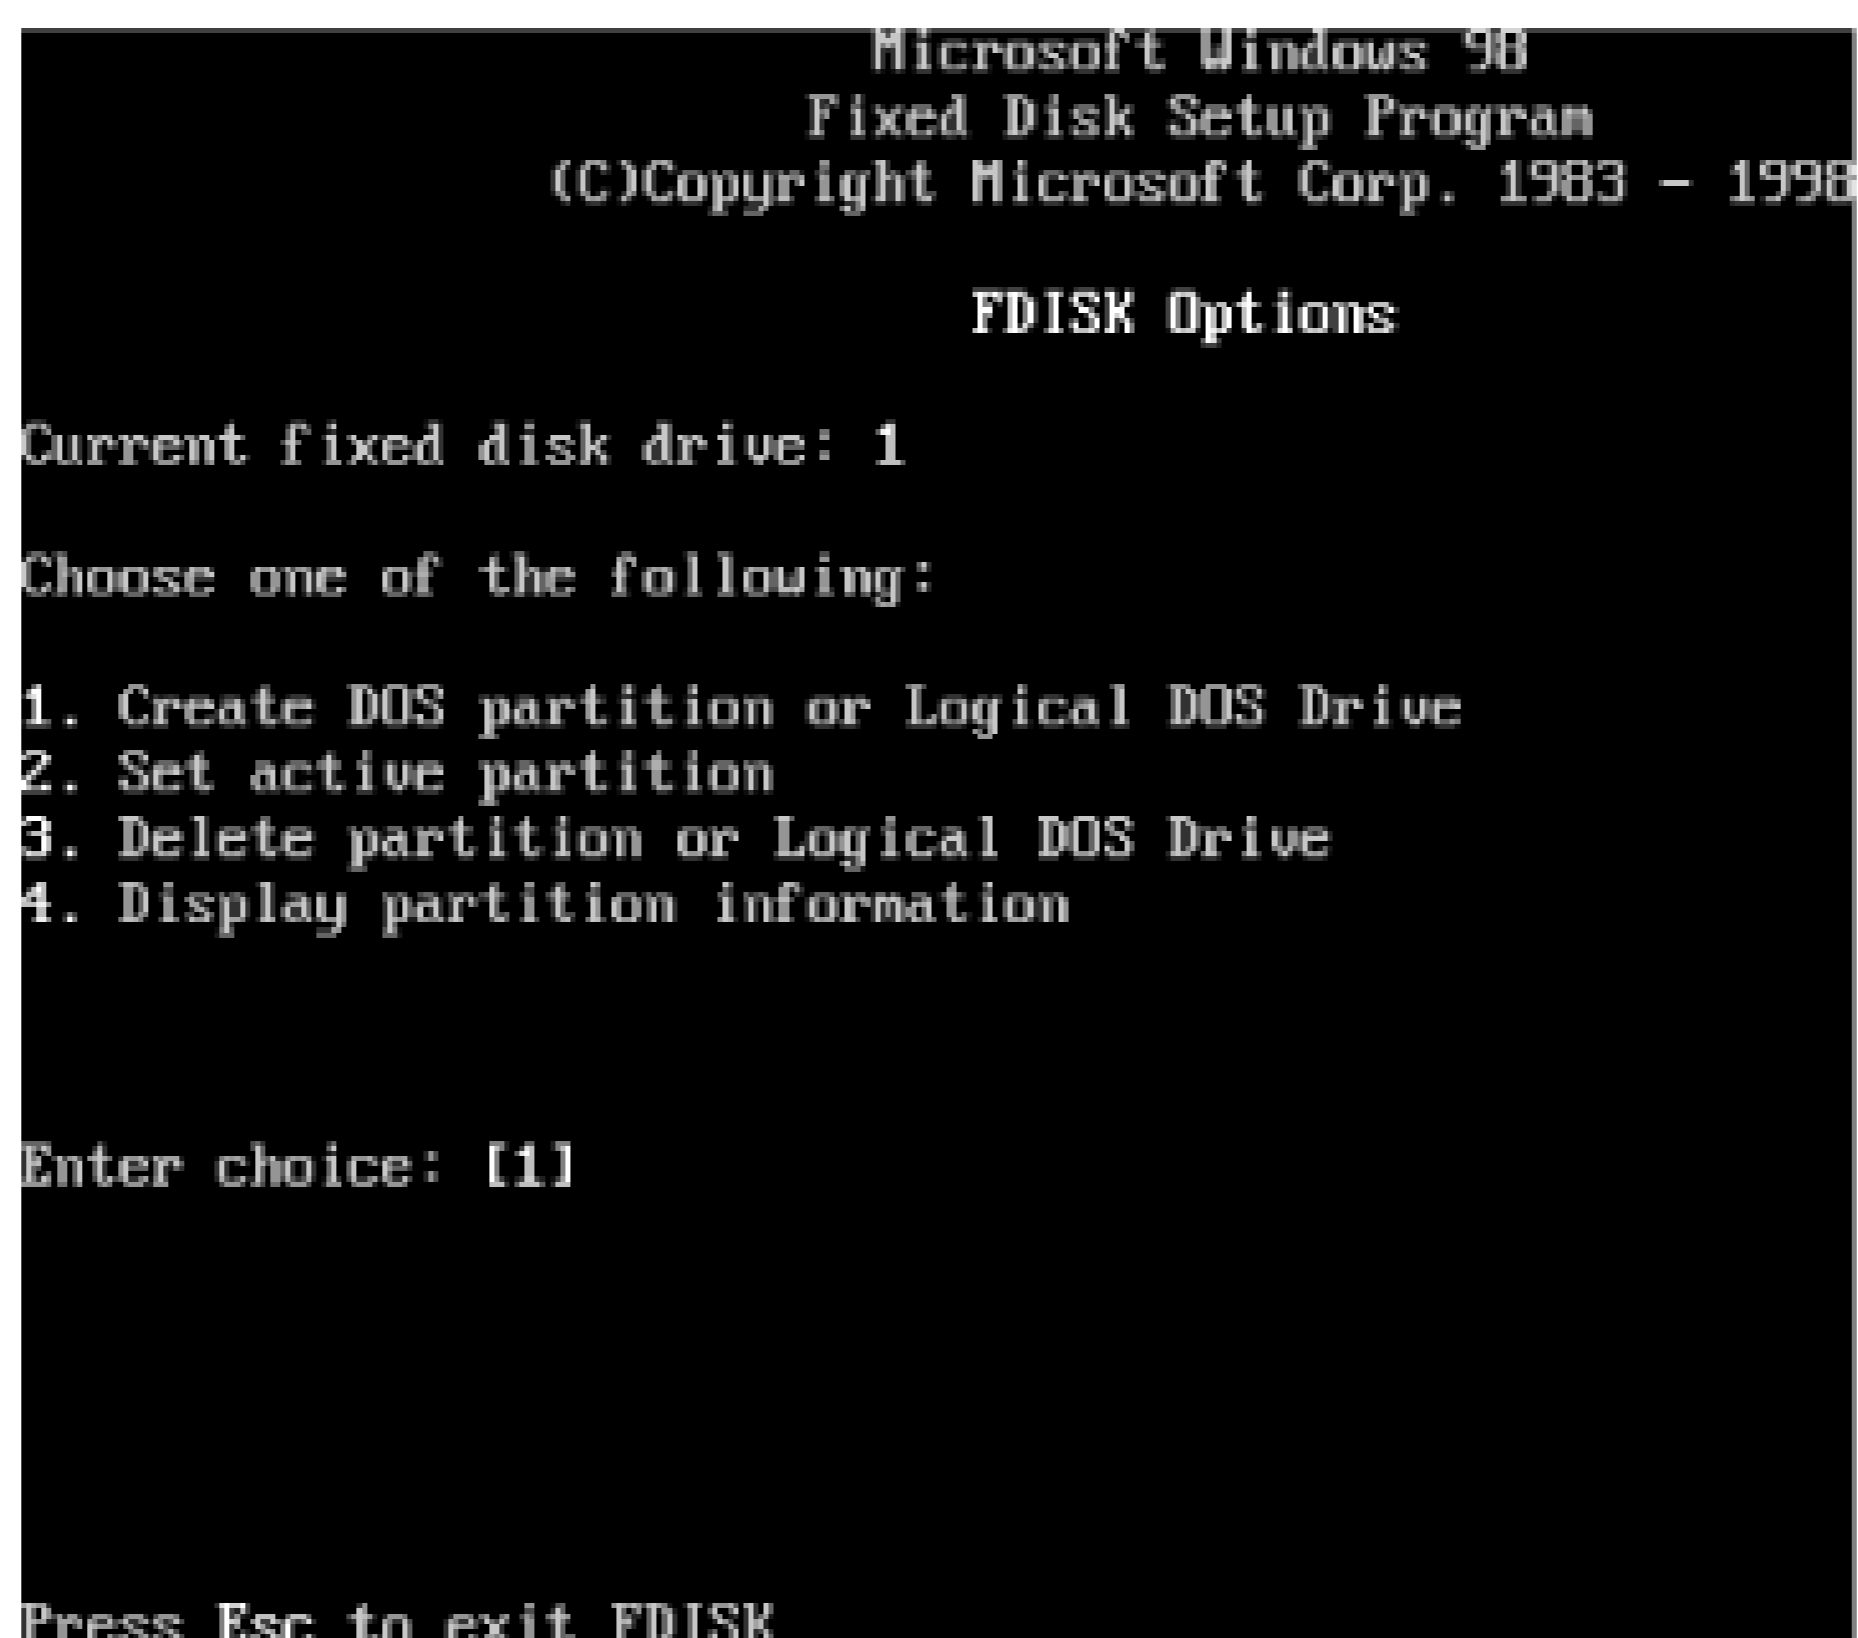 Microsoft Windows 98
Fixed Disk Setup Program
(C)Copyright Microsoft Corp. 1983 - 1998
FDISK Options
Current fixed disk drive: 1
Choose one of the following:
1. Create DOS partition or Logical DOS Drive
2. Set active partition
3. Delete partition or Logical DOS Drive
4. Display partition information
Enter choice: [1]
Press Esc to exit FDISK